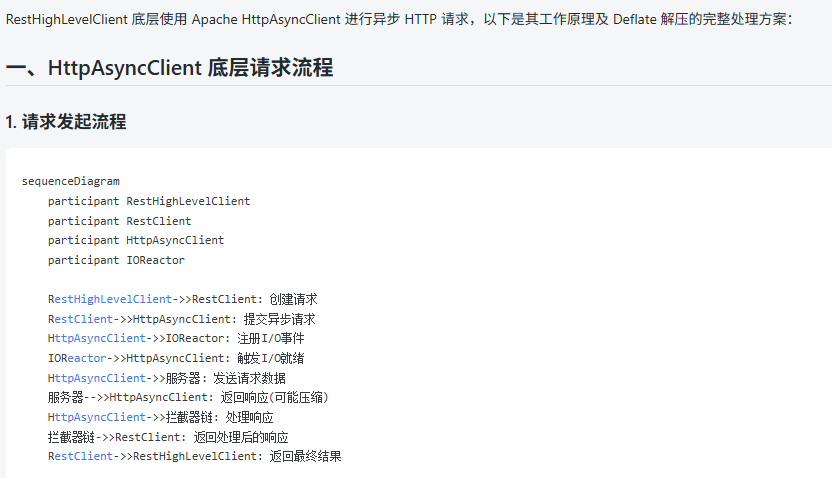 RestHighLevelClient 底层使用 Apache HttpAsyncClient 进行异步 HTTP 请求，以下是其工作原理及 Deflate 解压的完整处理方案：
一、HttpAsyncClient 底层请求流程
1. 请求发起流程
sequenceDiagram
    participant RestHighLevelClient
    participant RestClient
    participant HttpAsyncClient
    participant IOReactor
    RestHighLevelClient->>RestClient: 创建请求
    RestClient->>HttpAsyncClient: 提交异步请求
    HttpAsyncClient->>IOReactor: 注册I/O事件
    IOReactor->>HttpAsyncClient: 触发I/O就绪
    HttpAsyncClient->>服务器: 发送请求数据
    服务器-->>HttpAsyncClient: 返回响应(可能压缩)
    HttpAsyncClient->>拦截器链: 处理响应
    拦截器链->>RestClient: 返回处理后的响应
    RestClient->>RestHighLevelClient: 返回最终结果